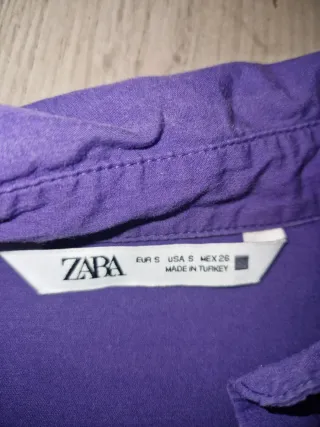 ZARA
EUR S USA S MEX 26
MADE IN TURKEY